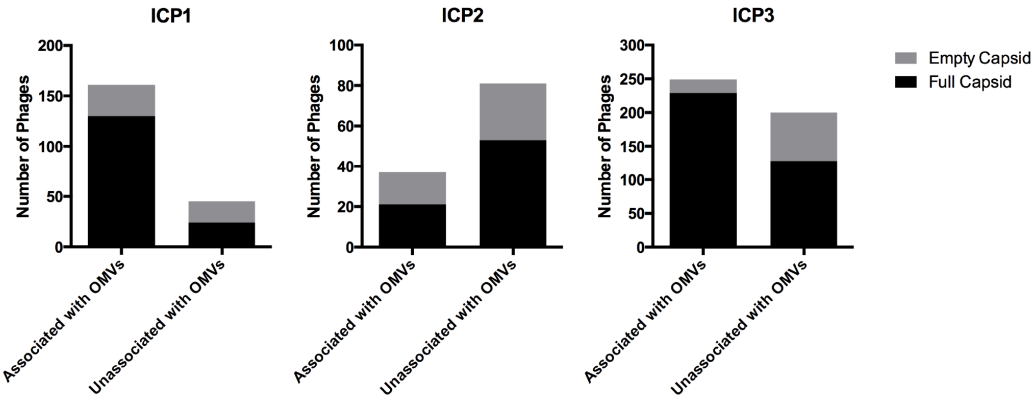 ICP1
Number of Phages
200
150
100
50
0
Associated with OMVs
Unassociated with OMVs
ICP2
Number of Phages
100
80
60
40
20
0
Associated with OMVs
Unassociated with OMVs
ICP3
Number of Phages
300
250
200
150
100
50
0
Associated with OMVs
Unassociated with OMVs
Empty Capsid
Full Capsid